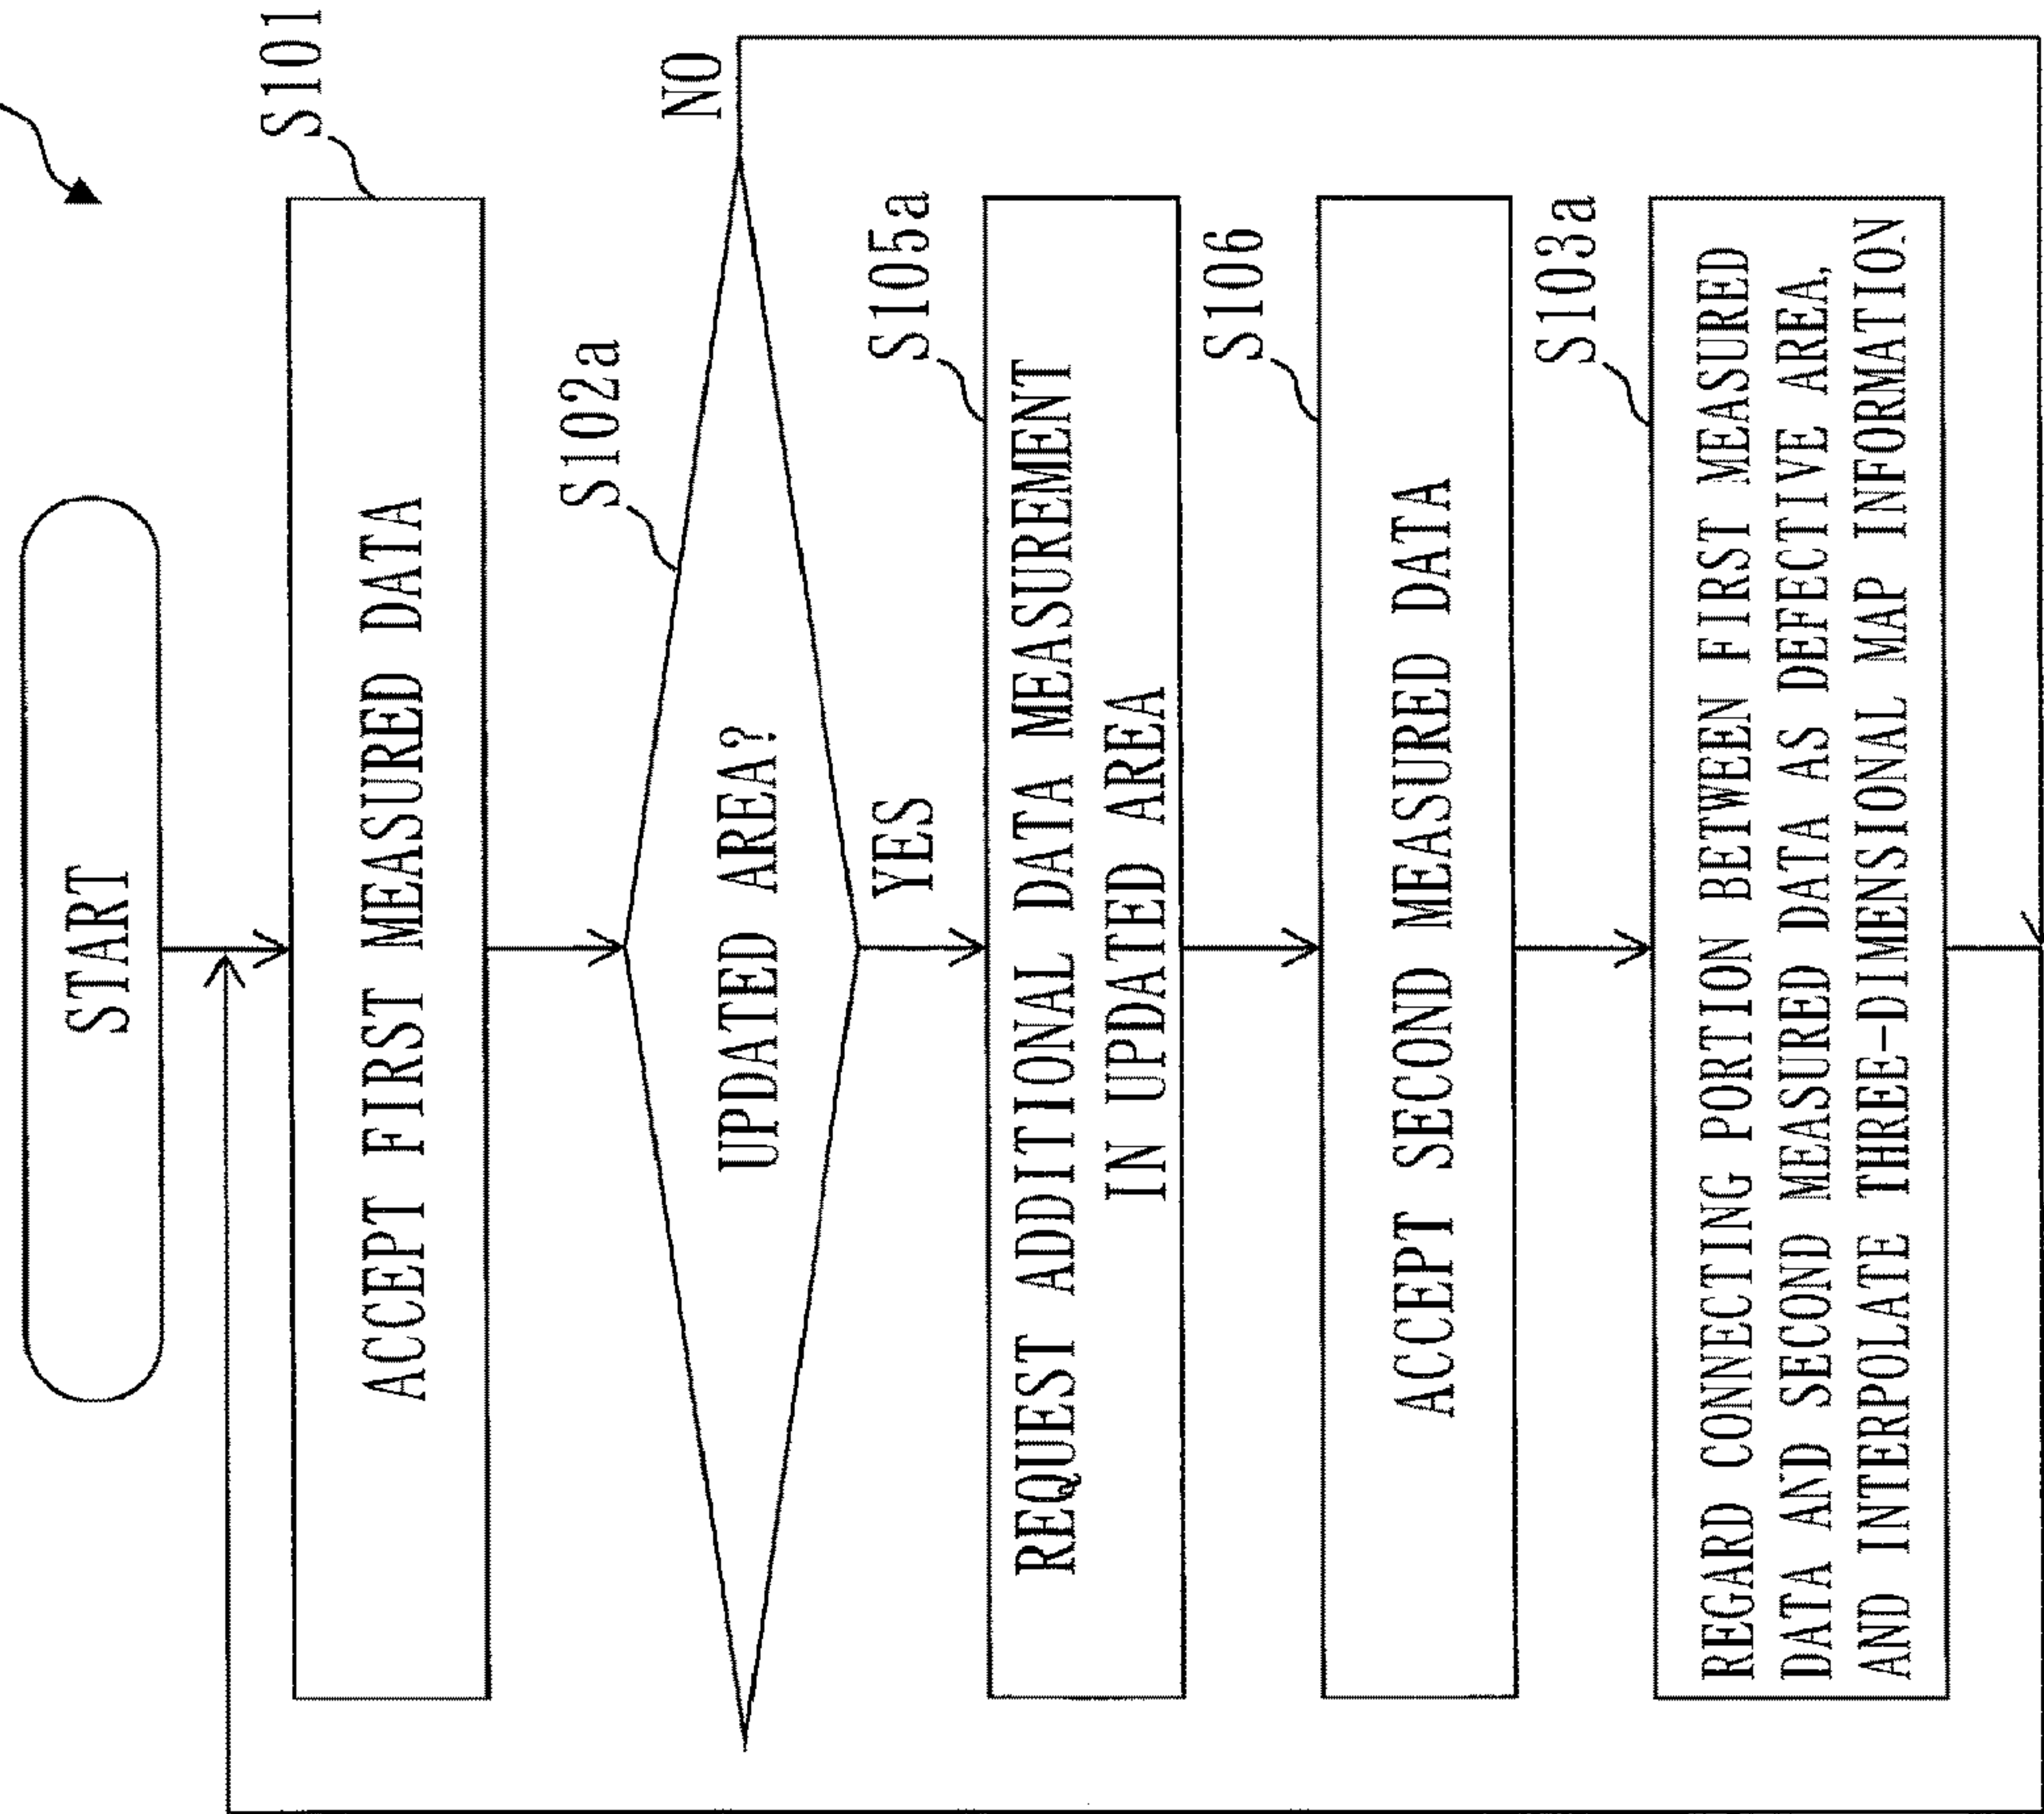 START
S101
ACCEPT FIRST MEASURED DATA
S102a
UPDATED AREA?
NO
YES
S105a
REQUEST ADDITIONAL DATA MEASUREMENT
IN UPDATED AREA
S106
ACCEPT SECOND MEASURED DATA
S103a
REGARD CONNECTING PORTION BETWEEN FIRST MEASURED
DATA AND SECOND MEASURED DATA AS DEFECTIVE AREA,
AND INTERPOLATE THREE-DIMENSIONAL MAP INFORMATION